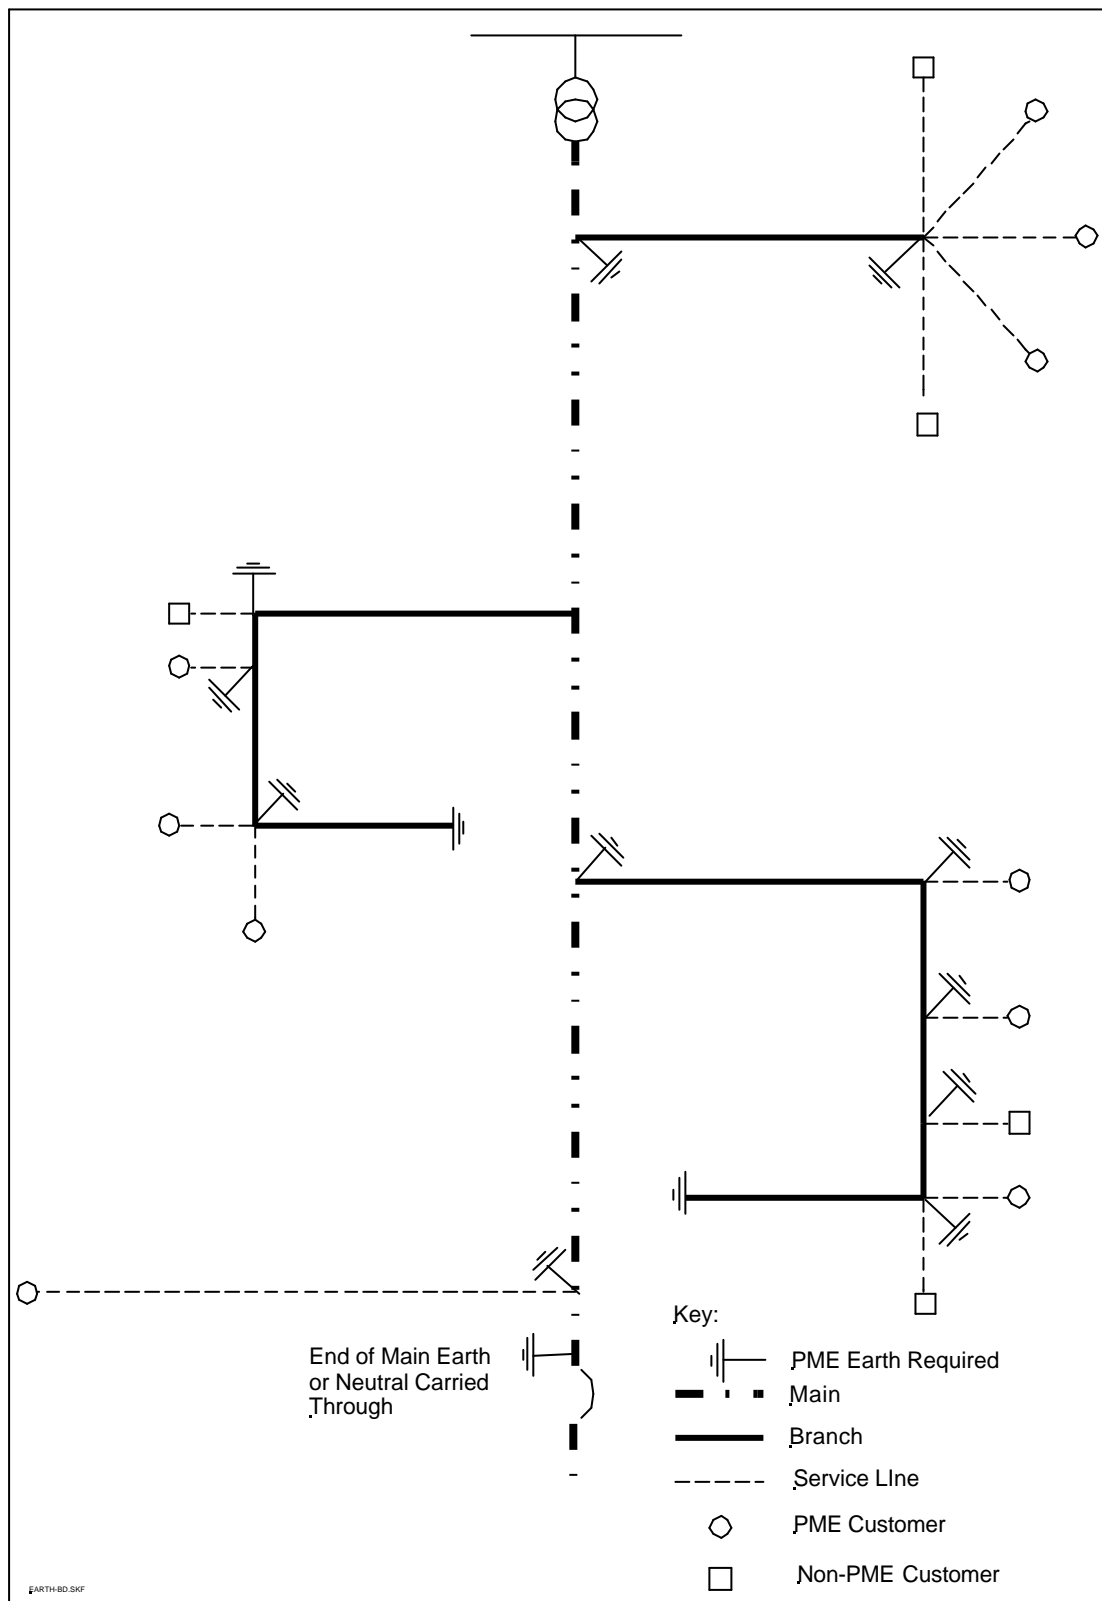 Key:
End of Main Earth
or Neutral Carried
Through
PME Earth Required
Main
Branch
Service LIne
PME Customer
Non-PME Customer
EARTH-BD.SKF